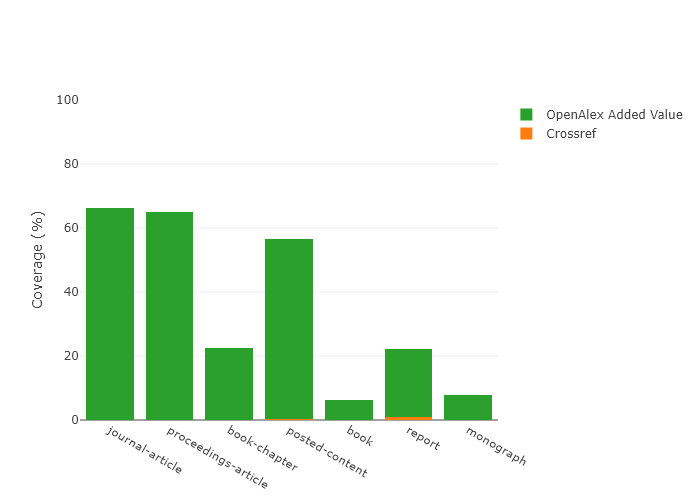 100
80
60
40
20
0
Coverage (%)
OpenAlex Added Value
Crossref
journal-article
proceedings-article
book-chapter
posted-content
book
report
monograph